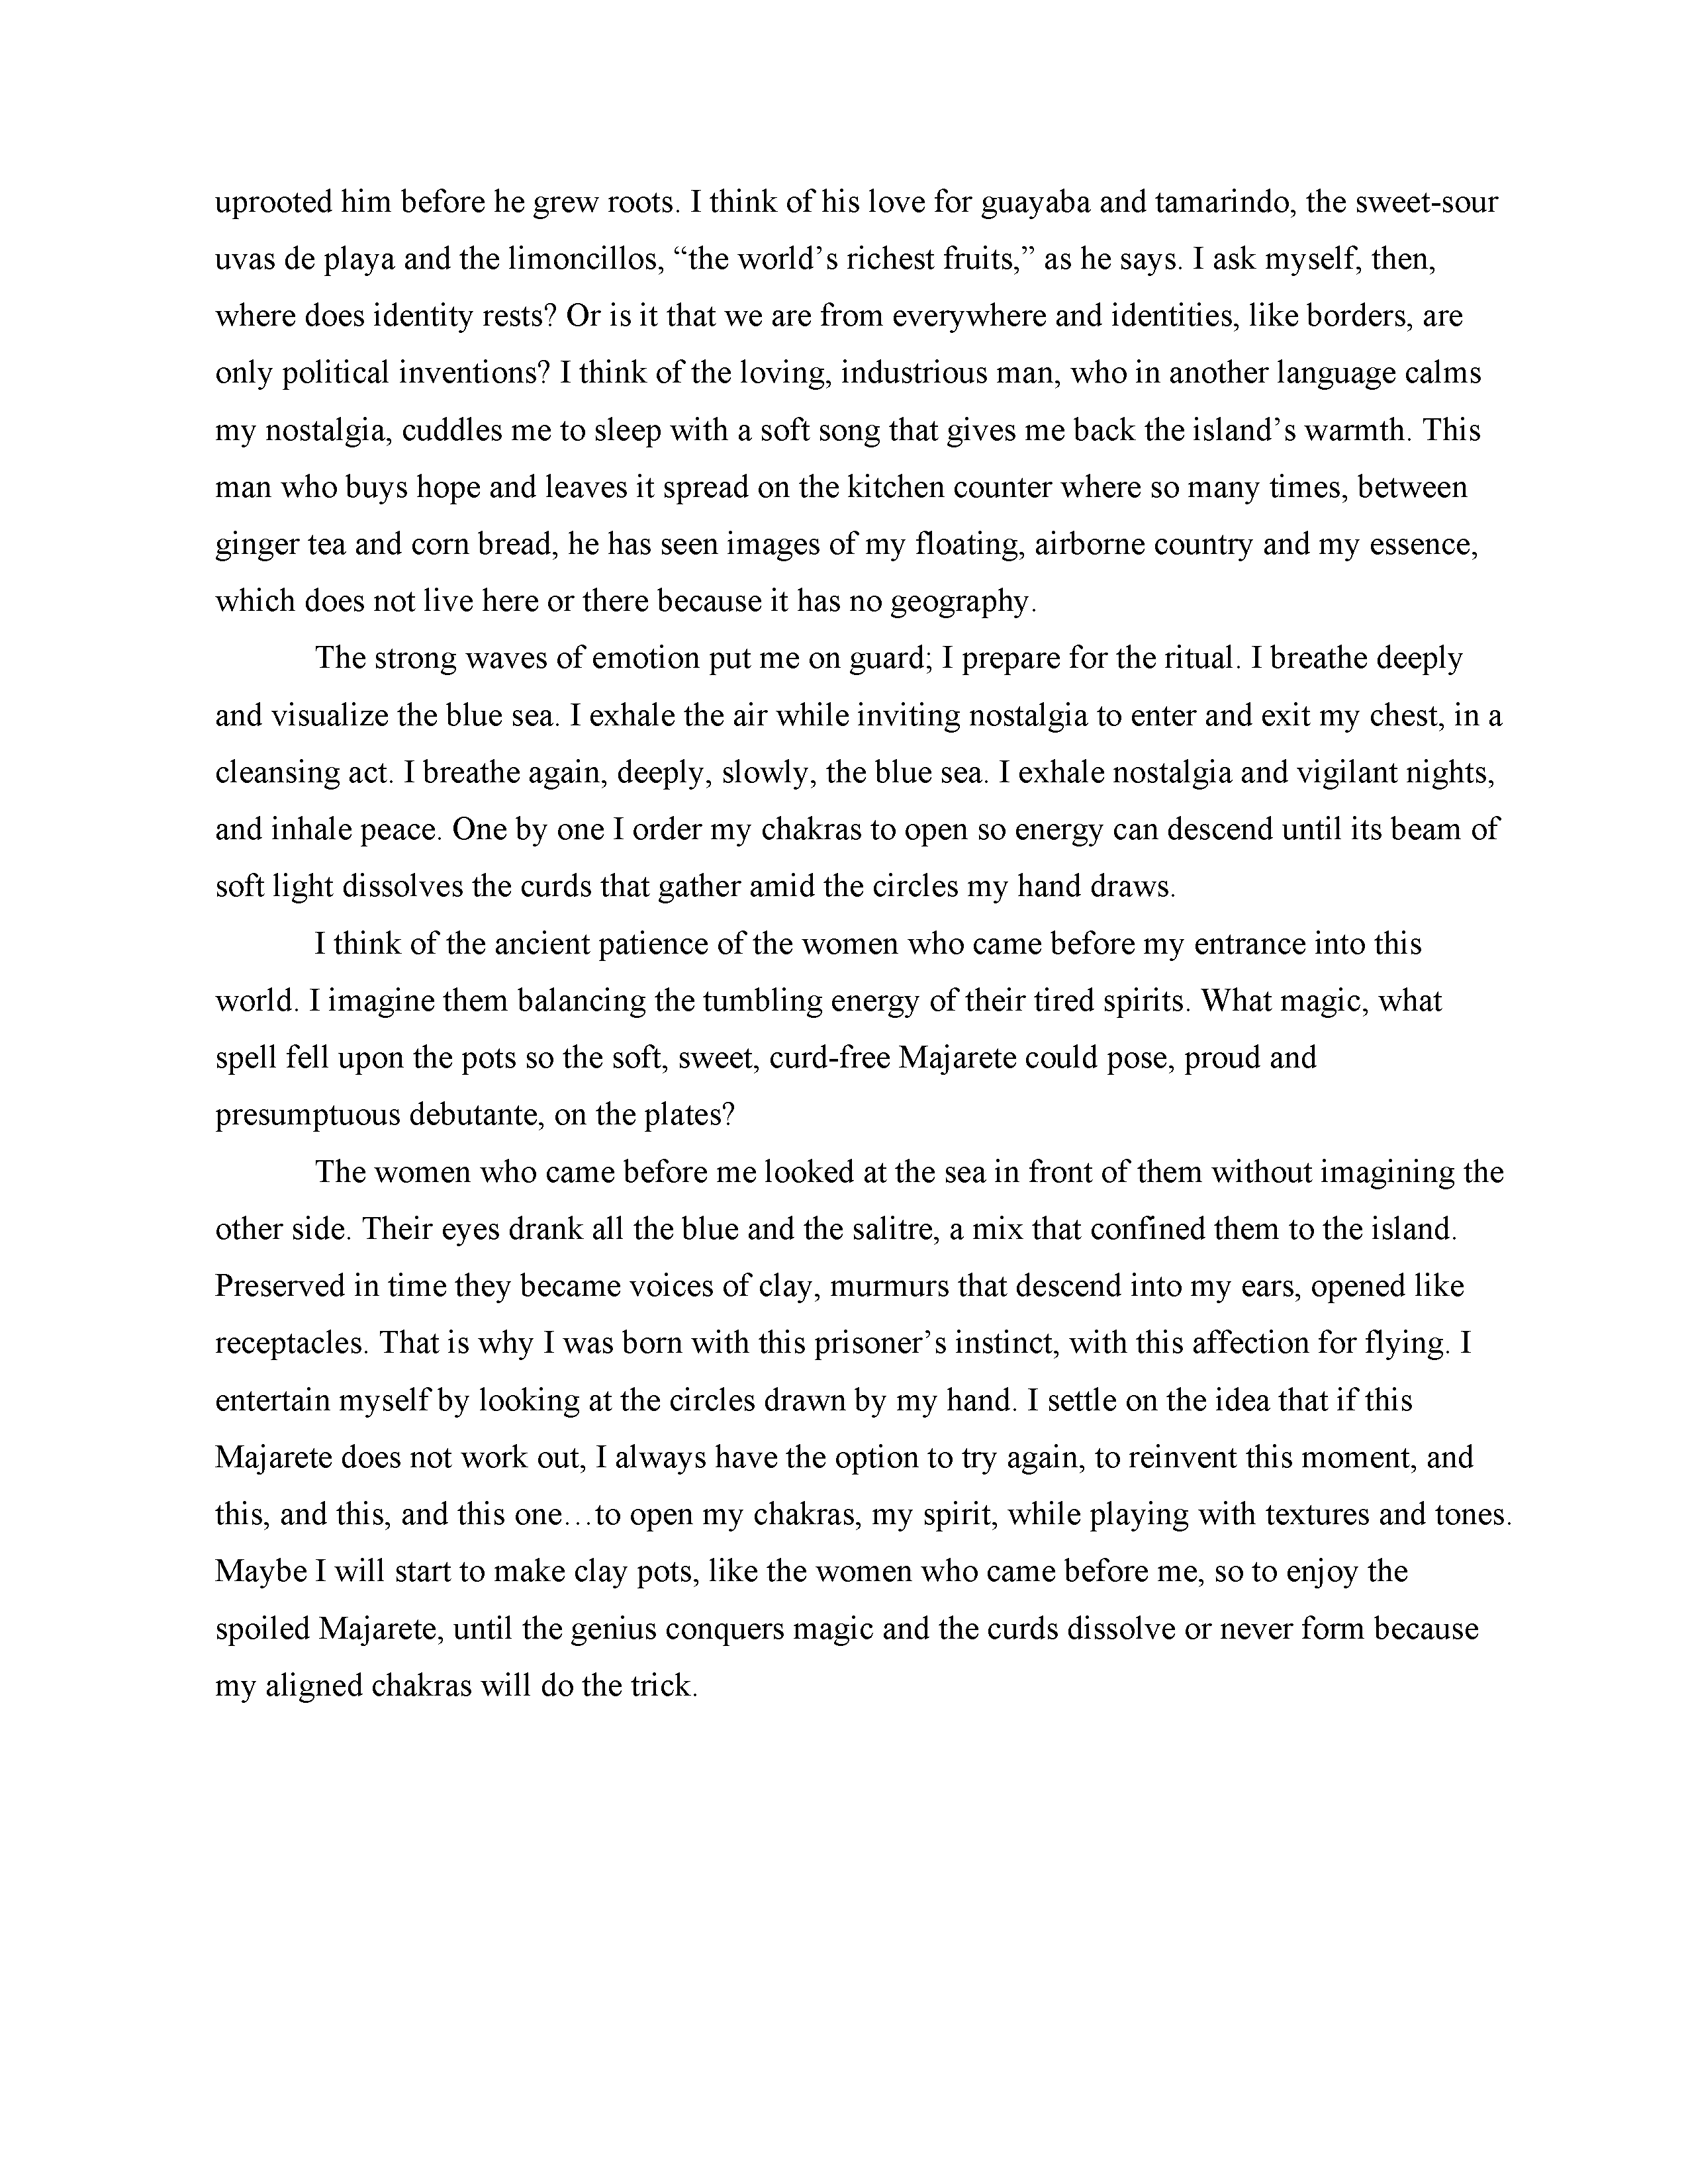 uprooted him before he grew roots. I think of his love for guayaba and tamarindo, the sweet-sour
uvas de playa and the limoncillos, “the world’s richest fruits,” as he says. I ask myself, then,
where does identity rests? Or is it that we are from everywhere and identities, like borders, are
only political inventions? I think of the loving, industrious man, who in another language calms
my nostalgia, cuddles me to sleep with a soft song that gives me back the island’s warmth. This
man who buys hope and leaves it spread on the kitchen counter where so many times, between
ginger tea and corn bread, he has seen images of my floating, airborne country and my essence,
which does not live here or there because it has no geography.
The strong waves of emotion put me on guard; I prepare for the ritual. I breathe deeply
and visualize the blue sea. I exhale the air while inviting nostalgia to enter and exit my chest, in a
cleansing act. I breathe again, deeply, slowly, the blue sea. I exhale nostalgia and vigilant nights,
and inhale peace. One by one I order my chakras to open so energy can descend until its beam of
soft light dissolves the curds that gather amid the circles my hand draws.
I think of the ancient patience of the women who came before my entrance into this
world. I imagine them balancing the tumbling energy of their tired spirits. What magic, what
spell fell upon the pots so the soft, sweet, curd-free Majarete could pose, proud and
presumptuous debutante, on the plates?
The women who came before me looked at the sea in front of them without imagining the
other side. Their eyes drank all the blue and the salitre, a mix that confined them to the island.
Preserved in time they became voices of clay, murmurs that descend into my ears, opened like
receptacles. That is why I was born with this prisoner’s instinct, with this affection for flying. I
entertain myself by looking at the circles drawn by my hand. I settle on the idea that if this
Majarete does not work out, I always have the option to try again, to reinvent this moment, and
this, and this, and this one…to open my chakras, my spirit, while playing with textures and tones.
Maybe I will start to make clay pots, like the women who came before me, so to enjoy the
spoiled Majarete, until the genius conquers magic and the curds dissolve or never form because
my aligned chakras will do the trick.